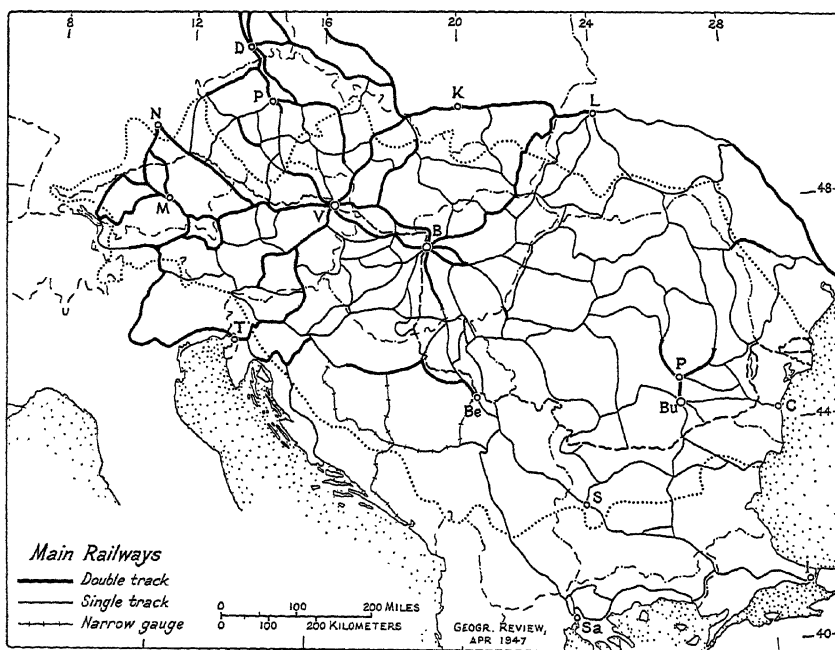 8 12 16 20 24 28
D
K
L
P
N
48
M
V
B
T
P
Be
Bu
C
44
S
Main Railways
Double track
Single track
Narrow gauge
0 100 200 MILES
0 100 200 KILOMETERS
GEOGR. REVIEW,
APR 1947
I
Sa
40